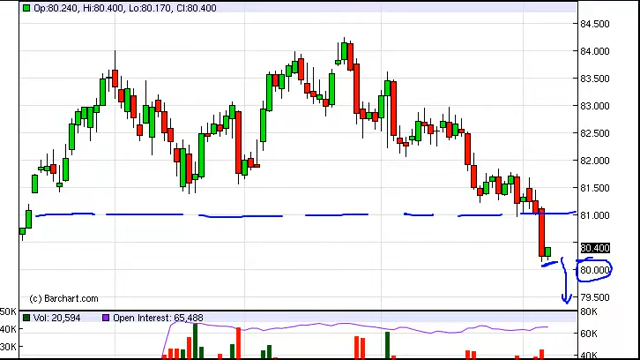 Op:80.240, Hi:80.400, Lo:80.170, Cl:80.400
84.500
84.000
83.500
83.000
82.500
82.000
81.500
81.000
80.400
80.000
79.500
(c) Barchart.com
50K
Vol: 20,594
Open Interest: 65,488
80K
40K
60K
30K
40K